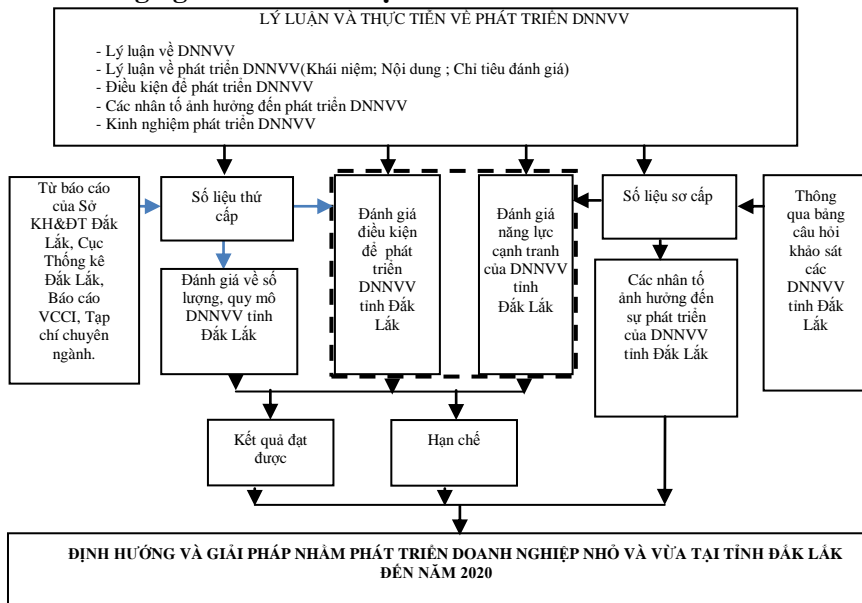 LÝ LUẬN VÀ THỰC TIỄN VỀ PHÁT TRIỂN DNNVV
- Lý luận về DNNVV
- Lý luận về phát triển DNNVV(Khái niệm; Nội dung ; Chỉ tiêu đánh giá)
- Điều kiện để phát triển DNNVV
- Các nhân tố ảnh hưởng đến phát triển DNNVV
- Kinh nghiệm phát triển DNNVV
Từ báo cáo
của Sở
KH&ĐT Đắk
Lắk, Cục
Thống kê
Đắk Lắk,
Báo cáo
VCCI, Tạp
chí chuyên
ngành.
Số liệu thứ
cấp
Đánh giá về số
lượng, quy mô
DNNVV tỉnh
Đắk Lắk
Đánh giá
điều kiện
để phát
triển
DNNVV
tỉnh Đắk
Lắk
Đánh giá
năng lực
cạnh tranh
của DNNVV
tỉnh
Đắk Lắk
Số liệu sơ cấp
Các nhân tố
ảnh hưởng đến
sự phát triển
của DNNVV
tỉnh Đắk Lắk
Thông
qua bảng
câu hỏi
khảo sát
các
DNNVV
tỉnh Đắk
Lắk
Kết quả đạt
được
Hạn chế
ĐỊNH HƯỚNG VÀ GIẢI PHÁP NHẰM PHÁT TRIỂN DOANH NGHIỆP NHỎ VÀ VỪA TẠI TỈNH ĐẮK LẮK
ĐẾN NĂM 2020